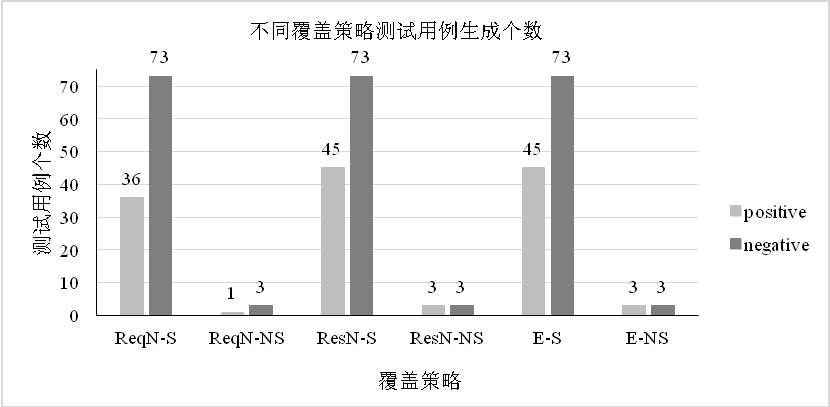 不同覆盖策略测试用例生成个数
测试用例个数
70
60
50
40
30
20
10
0
36
73
1
3
45
73
3
3
45
73
3
3
ReqN-S
ReqN-NS
ResN-S
ResN-NS
E-S
E-NS
覆盖策略
positive
negative